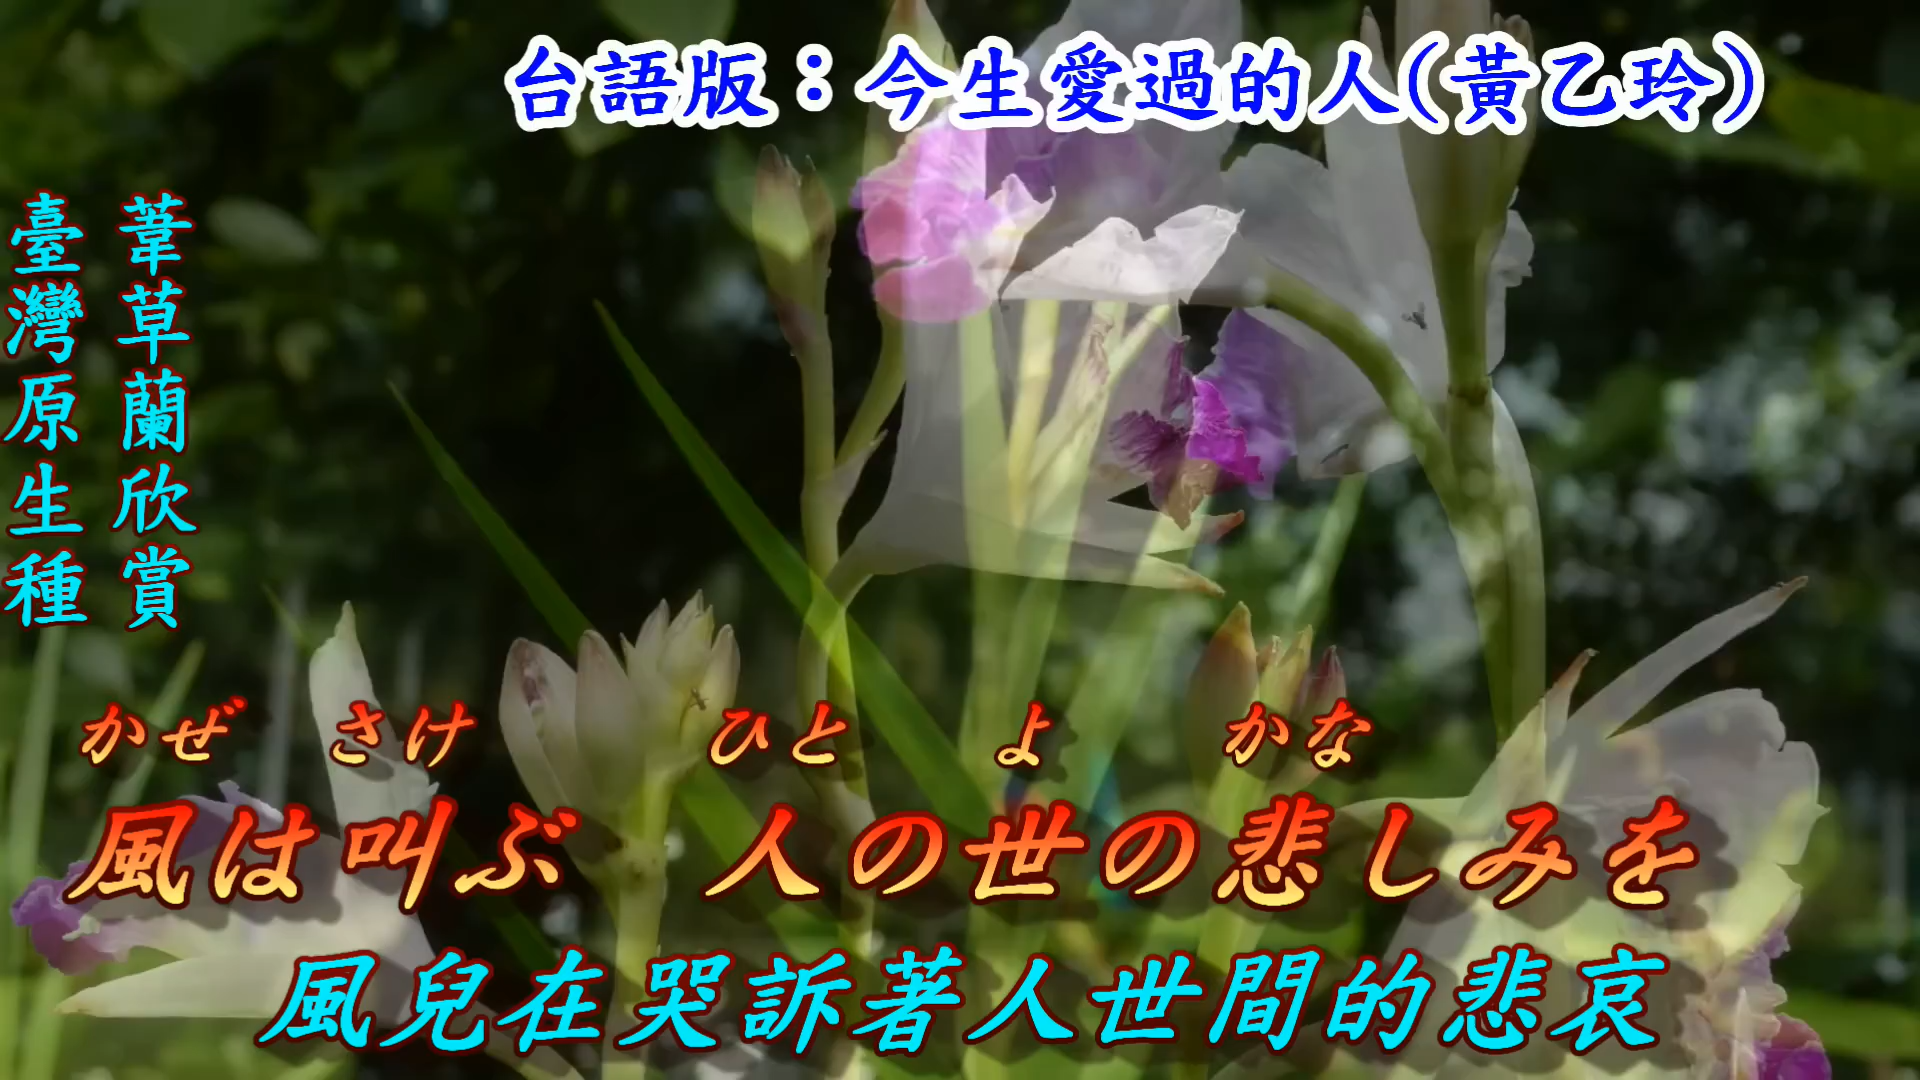 台語版：今生愛過的人(黃乙玲)
葦草蘭欣賞
臺灣原生種
かぜ さけ ひと よ かな
風は叫ぶ 人の世の悲しみを
風兒在哭訴著人世間的悲哀